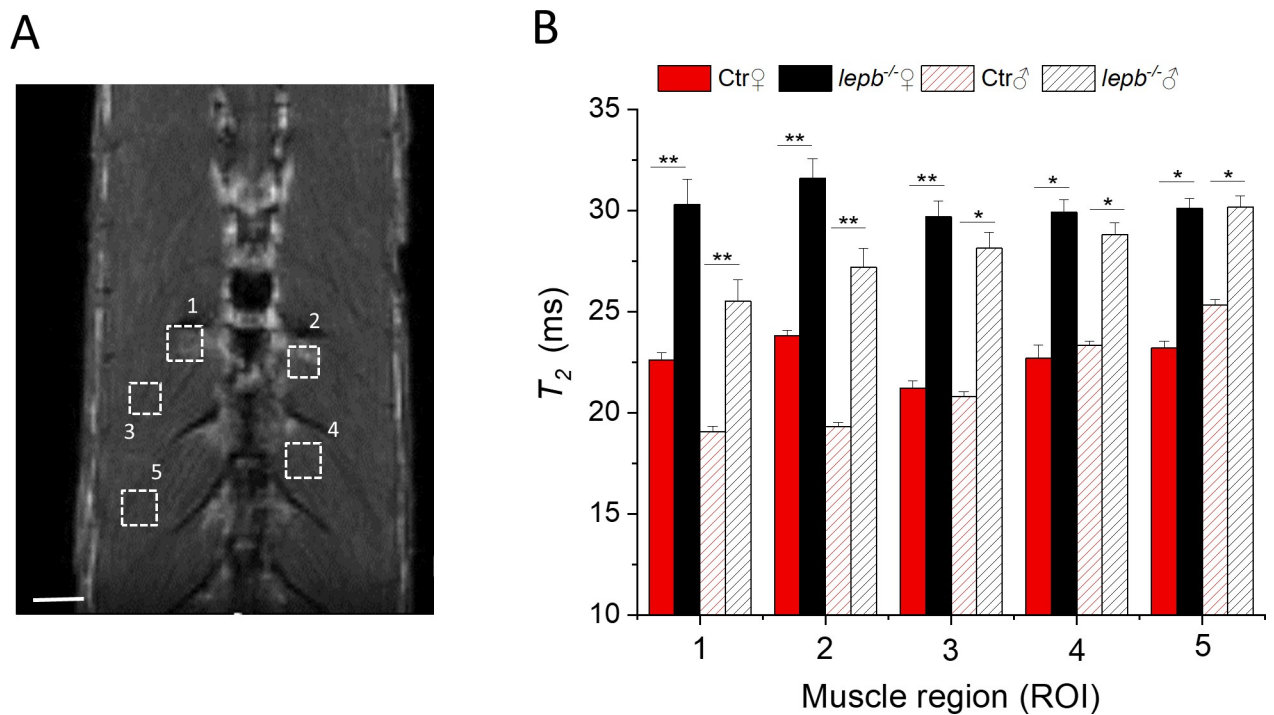 A
1
2
3
4
5
B
Ctr♀ lepb-/-♀ Ctr♂ lepb-/-♂
35
30
25
20
15
10
T2 (ms)
** ** ** * * *
** ** * *
1 2 3 4 5
Muscle region (ROI)